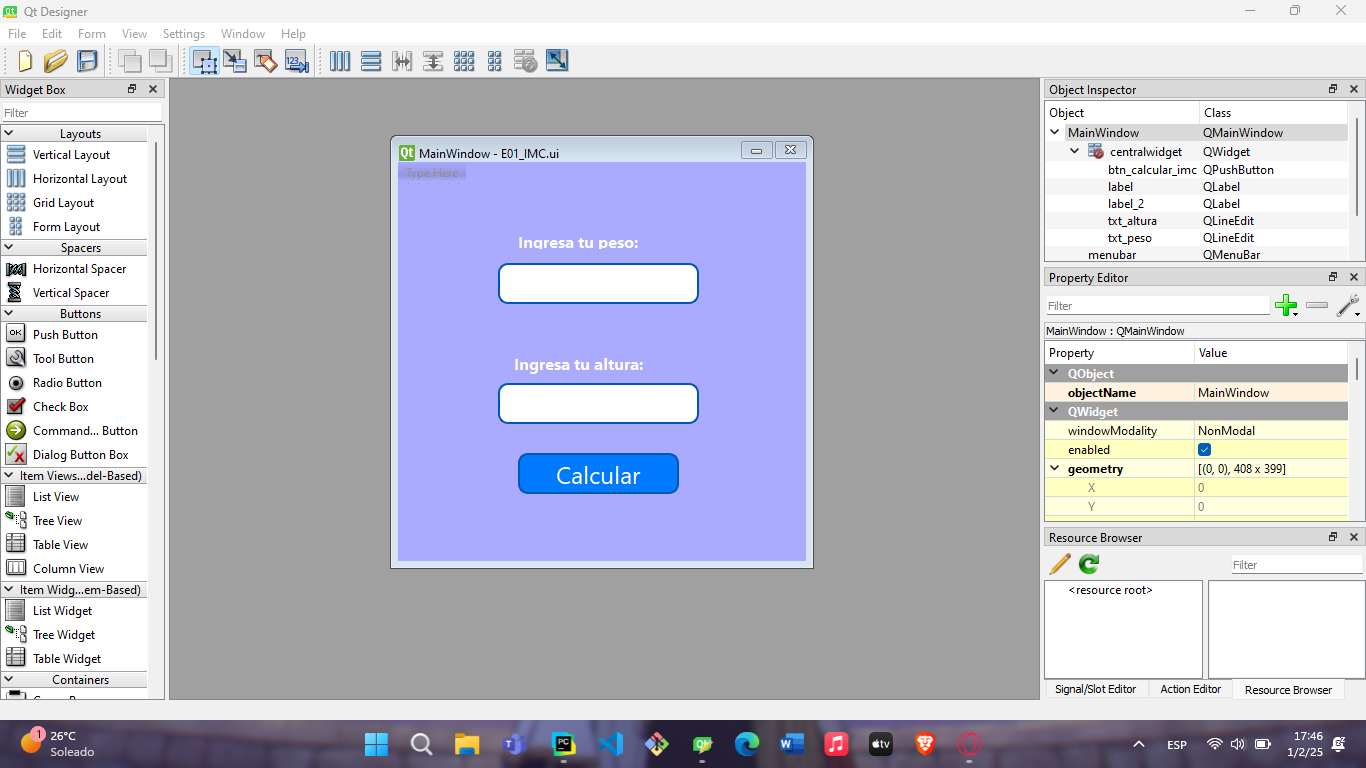 Qt Designer
File Edit Form View Settings Window Help
Widget Box
Filter
Layouts
Vertical Layout
Horizontal Layout
Grid Layout
Form Layout
Spacers
Horizontal Spacer
Vertical Spacer
Buttons
OK Push Button
Tool Button
Radio Button
Check Box
Command... Button
Dialog Button Box
Item Views...del-Based)
List View
Tree View
Table View
Column View
Item Widg...em-Based)
List Widget
Tree Widget
Table Widget
Containers
Qt MainWindow - E01_IMC.ui
Type Here
Ingresa tu peso:
Ingresa tu altura:
Calcular
Object Inspector
Object Class
MainWindow QMainWindow
centralwidget QWidget
btn_calcular_imc QPushButton
label QLabel
label_2 QLabel
txt_altura QLineEdit
txt_peso QLineEdit
menubar QMenuBar
Property Editor
Filter
MainWindow : QMainWindow
Property Value
QObject
objectName MainWindow
QWidget
windowModality NonModal
enabled
geometry [(0, 0), 408 x 399]
X 0
Y 0
Resource Browser
Filter
<resource root>
Signal/Slot Editor Action Editor Resource Browser
1
26°C
Soleado
ESP
17:46
1/2/25